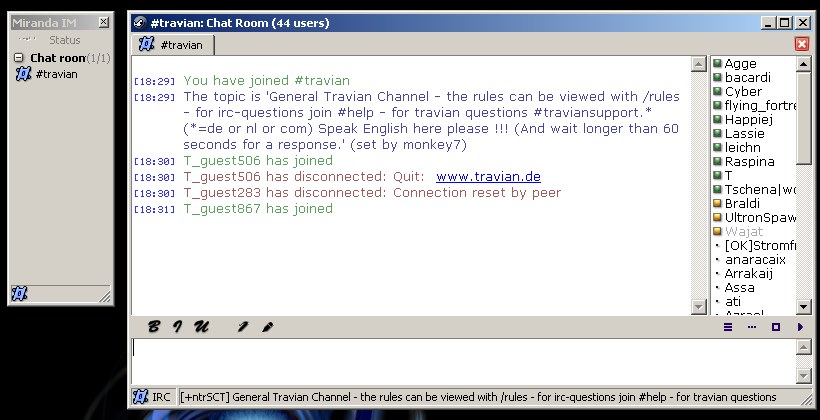 Miranda IM
Status
Chat room (1/1)
#travian
#travian: Chat Room (44 users)
#travian
[18:29] You have joined #travian
[18:29] The topic is 'General Travian Channel - the rules can be viewed with /rules
- for irc-questions join #help - for travian questions #traviansupport.*
(*=de or nl or com) Speak English here please !!! (And wait longer than 60
seconds for a response.' (set by monkey7)
[18:30] T_guest506 has joined
[18:30] T_guest506 has disconnected: Quit: www.travian.de
[18:30] T_guest283 has disconnected: Connection reset by peer
[18:31] T_guest867 has joined
Agge
bacardi
Cyber
flying_fortre
Happiej
Lassie
leichn
Raspina
T
Tschena|wo
Braldi
UltronSpaw
Wajat
[OK]Stromfr
anaracaix
Arrakaij
Assa
ati
B I U
IRC [+ntrSCT] General Travian Channel - the rules can be viewed with /rules - for irc-questions join #help - for travian questions